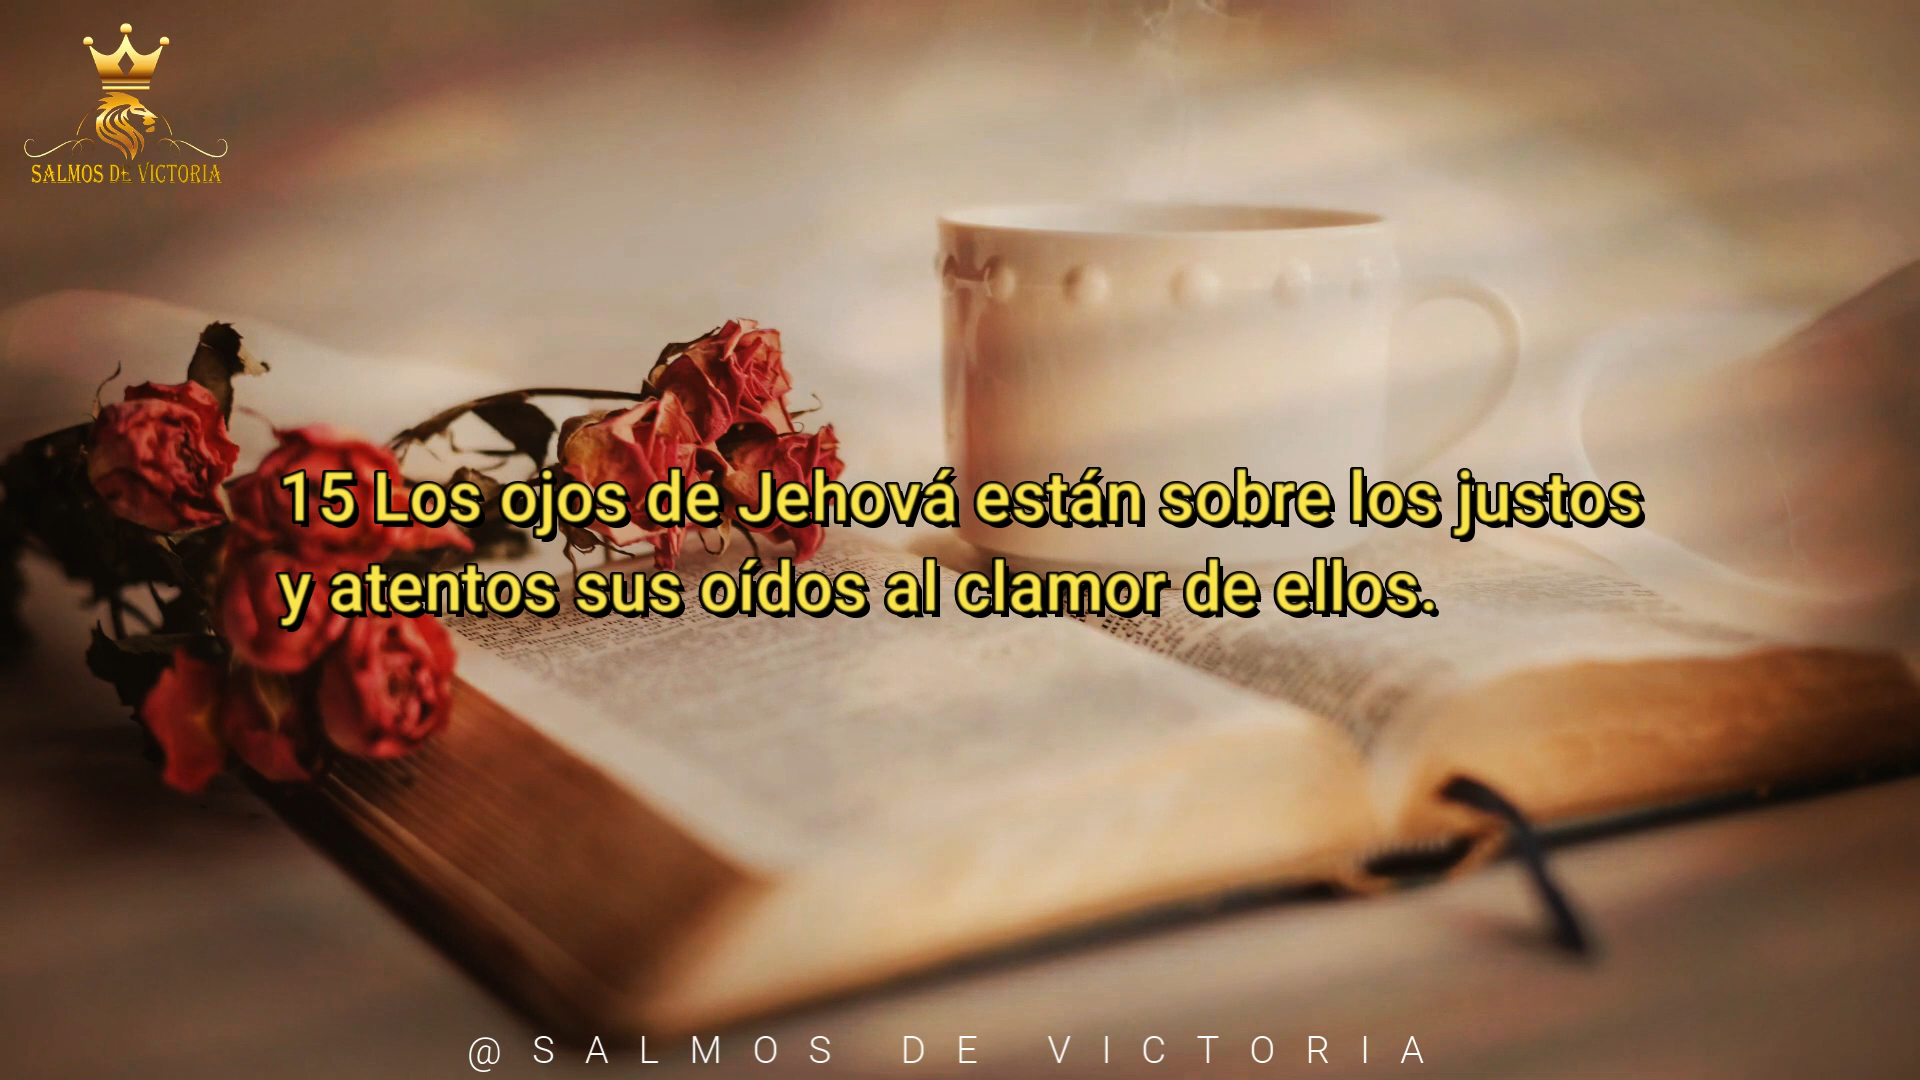 SALMOS DE VICTORIA
15 Los ojos de Jehová están sobre los justos
y atentos sus oídos al clamor de ellos.
@SALMOS DE VICTORIA